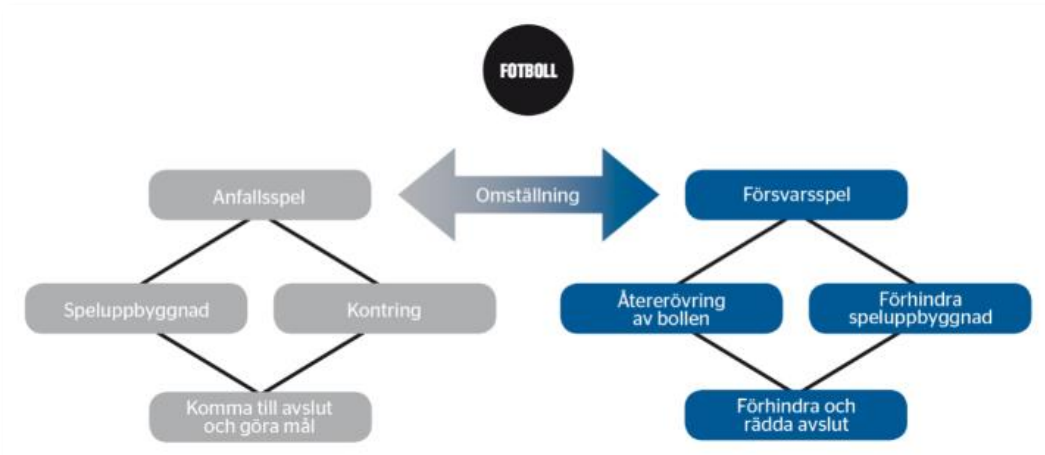 FOTBOLL
Anfallsspel
Omställning
Försvarsspel
Speluppbyggnad
Kontring
Återerövring
av bollen
Förhindra
speluppbyggnad
Komma till avslut
och göra mål
Förhindra och
rädda avslut